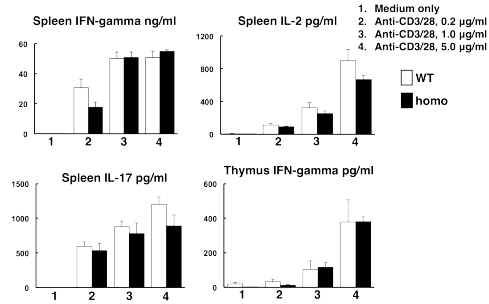 Spleen IFN-gamma ng/ml
60
40
20
0
1 2 3 4
Spleen IL-2 pg/ml
1200
800
400
0
1 2 3 4
1. Medium only
2. Anti-CD3/28, 0.2 µg/ml
3. Anti-CD3/28, 1.0 µg/ml
4. Anti-CD3/28, 5.0 µg/ml
WT
homo
Spleen IL-17 pg/ml
1500
1000
500
0
1 2 3 4
Thymus IFN-gamma pg/ml
600
400
200
0
1 2 3 4